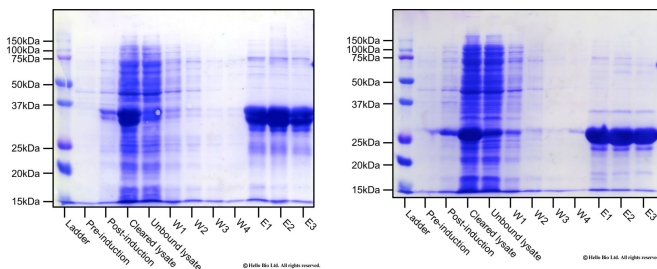 150kDa
100kDa
75kDa
50kDa
37kDa
25kDa
20kDa
15kDa
Ladder
Pre-induction
Post-induction
Cleared lysate
Unbound lysate
W1
W2
W3
W4
E1
E2
E3
© Hello Bio Ltd. All rights reserved.
150kDa
100kDa
75kDa
50kDa
37kDa
25kDa
20kDa
15kDa
Ladder
Pre-induction
Post-induction
Cleared lysate
Unbound lysate
W1
W2
W3
W4
E1
E2
E3
© Hello Bio Ltd. All rights reserved.